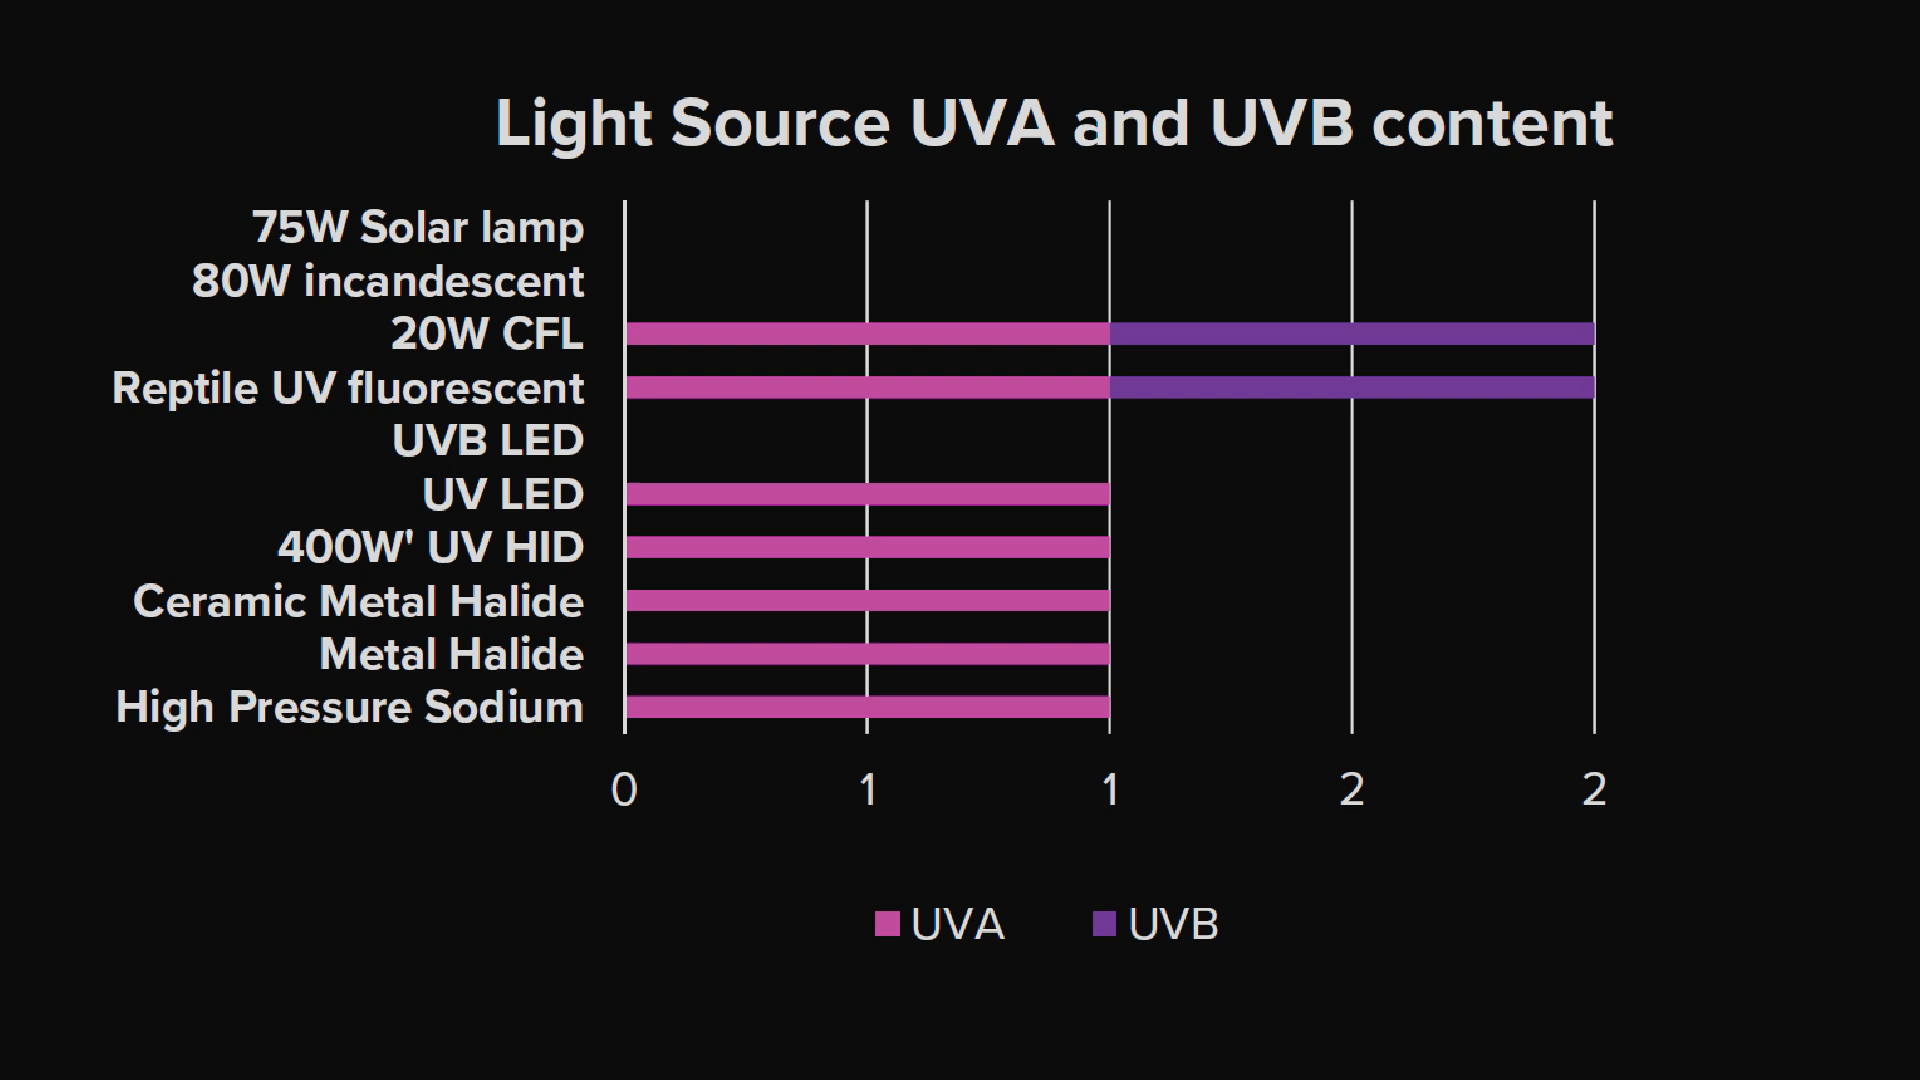 Light Source UVA and UVB content
75W Solar lamp
80W incandescent
20W CFL
Reptile UV fluorescent
UVB LED
UV LED
400W' UV HID
Ceramic Metal Halide
Metal Halide
High Pressure Sodium
0 1 1 2 2
UVA UVB